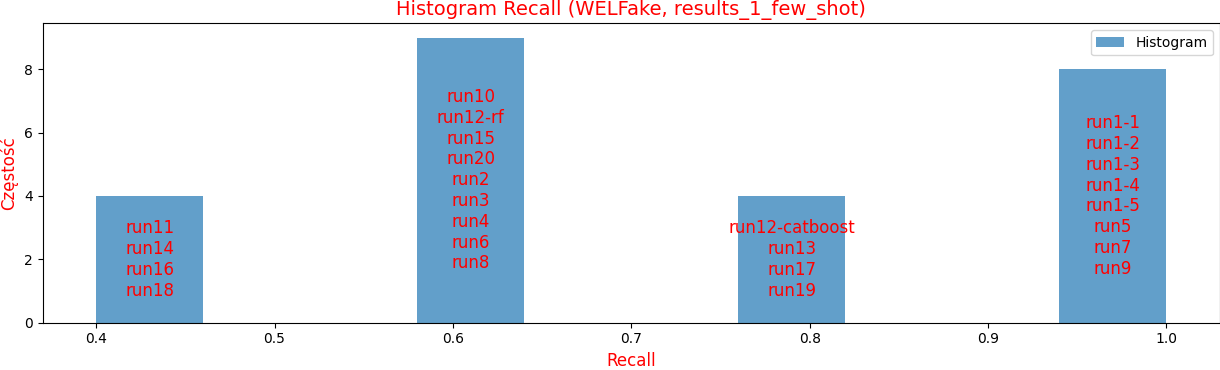 Histogram Recall (WELFake, results_1_few_shot)
Histogram
Częstość
8
6
4
2
0
run11
run14
run16
run18
run10
run12-rf
run15
run20
run2
run3
run4
run6
run8
run12-catboost
run13
run17
run19
run1-1
run1-2
run1-3
run1-4
run1-5
run5
run7
run9
0.4 0.5 0.6 0.7 0.8 0.9 1.0
Recall